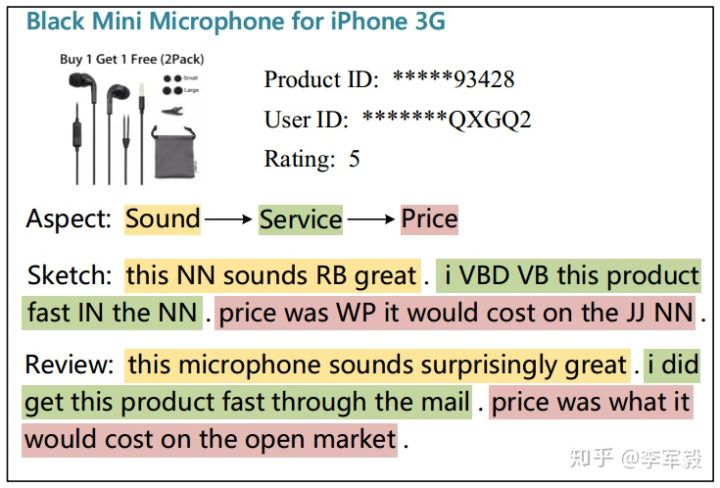 Black Mini Microphone for iPhone 3G
Buy 1 Get 1 Free (2Pack)
Small
Large
Product ID: *****93428
User ID: *******QXGQ2
Rating: 5
Aspect: Sound → Service → Price
Sketch: this NN sounds RB great . i VBD VB this product
fast IN the NN . price was WP it would cost on the JJ NN .
Review: this microphone sounds surprisingly great . i did
get this product fast through the mail . price was what it
would cost on the open market .
知乎 @李军毅